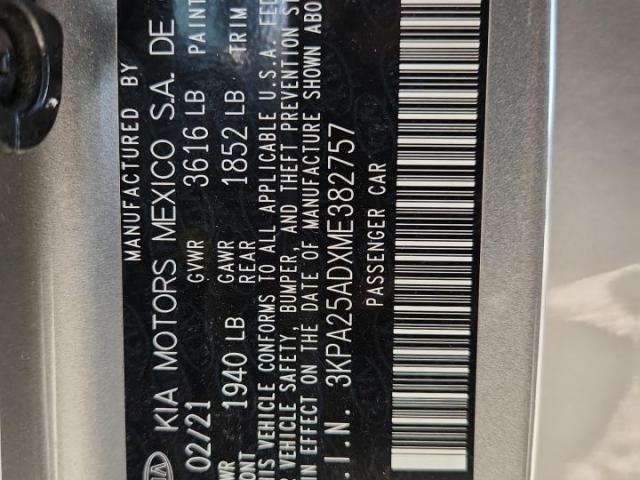 MANUFACTURED BY
KIA MOTORS MEXICO S.A. DE
02/21 GVWR 3616 LB PAINT
GAWR
1940 LB REAR 1852 LB TRIM
VEHICLE CONFORMS TO ALL APPLICABLE U.S.A.
VEHICLE SAFETY, BUMPER, AND THEFT PREVENTION
IN EFFECT ON THE DATE OF MANUFACTURE SHOWN
.I.N. 3KPA25ADXME382757
PASSENGER CAR